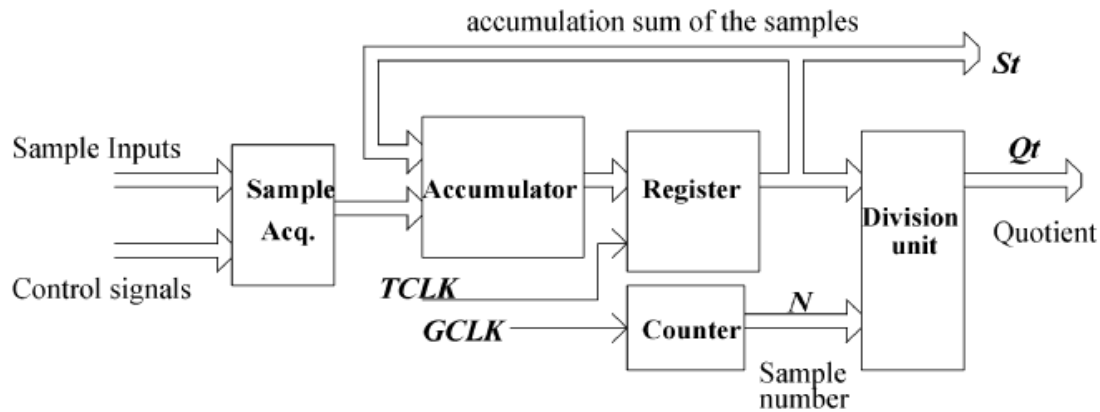 accumulation sum of the samples
St
Sample Inputs
Sample
Acq.
Accumulator
Register
Qt
Division
unit
Quotient
Control signals
TCLK
GCLK
Counter
N
Sample
number